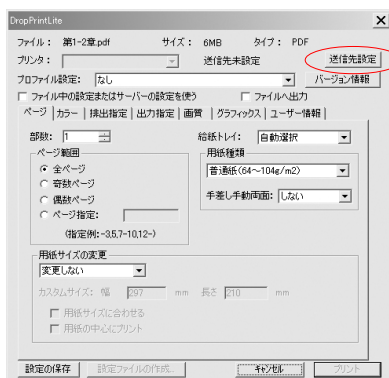 DropPrintLite
ファイル： 第1-2章.pdf サイズ： 6MB タイプ： PDF
プリンタ： 送信先未設定 送信先設定
プロファイル設定： なし バージョン情報
ファイル中の設定またはサーバーの設定を使う ファイルへ出力
ページ カラー 排出指定 出力指定 画質 グラフィックス ユーザー情報
部数： 1 給紙トレイ： 自動選択
ページ範囲 用紙種類
全ページ 普通紙(64～104g/m2)
奇数ページ
偶数ページ 手差し手動両面： しない
ページ指定：
(指定例：-3,5,7-10,12-)
用紙サイズの変更
変更しない
カスタムサイズ： 幅 297 mm 長さ 210 mm
用紙サイズに合わせる
用紙の中心にプリント
設定の保存 設定ファイルの作成... キャンセル プリント